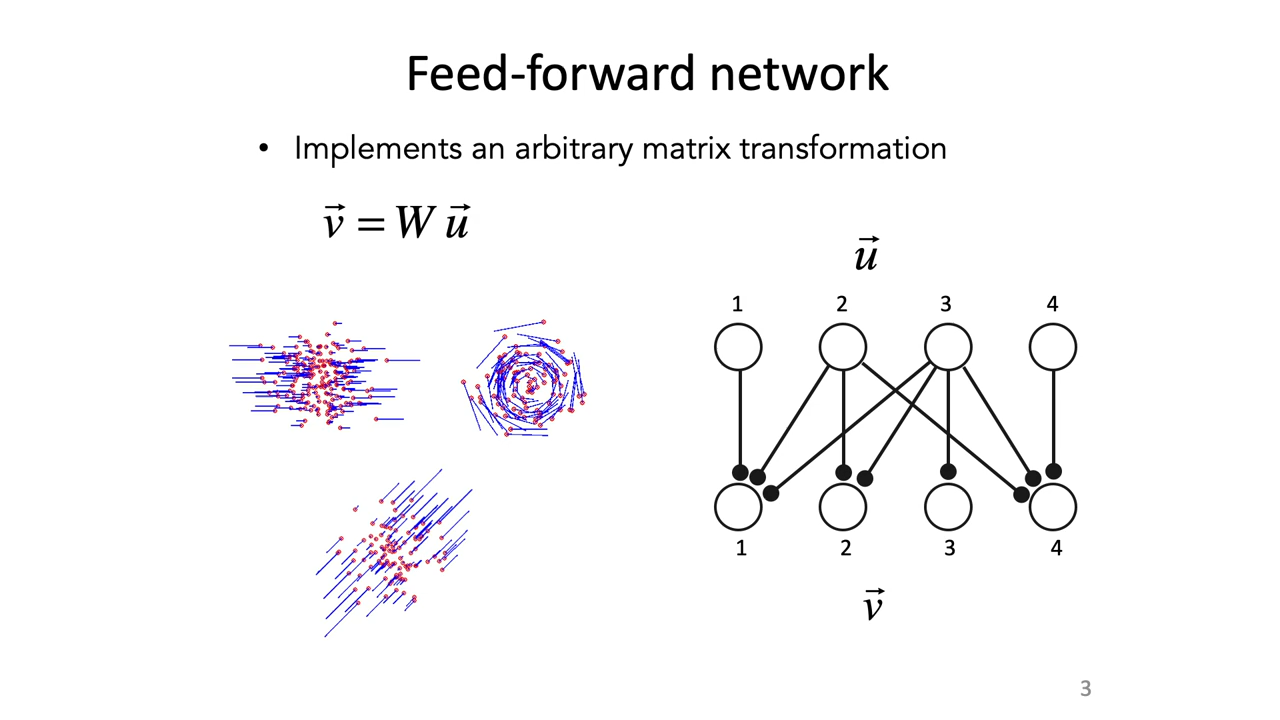 Feed-forward network
• Implements an arbitrary matrix transformation
v⃗ = W u⃗
u⃗
1 2 3 4
1 2 3 4
v⃗
3